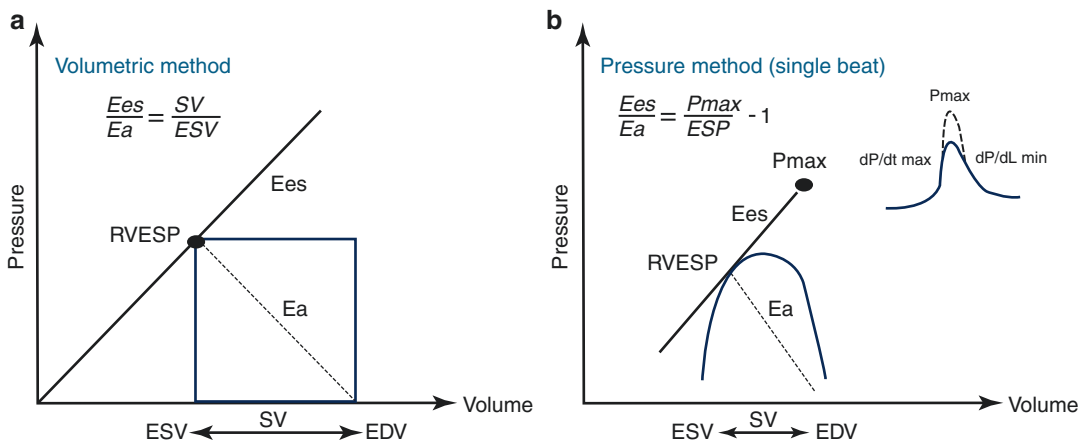 a
Volumetric method
Ees/Ea = SV/ESV
Ees
RVESP
Ea
Pressure
Volume
SV
ESV
EDV
b
Pressure method (single beat)
Ees/Ea = Pmax/ESP - 1
Pmax
dP/dt max
dP/dL min
Pmax
Ees
RVESP
Ea
Pressure
Volume
SV
ESV
EDV